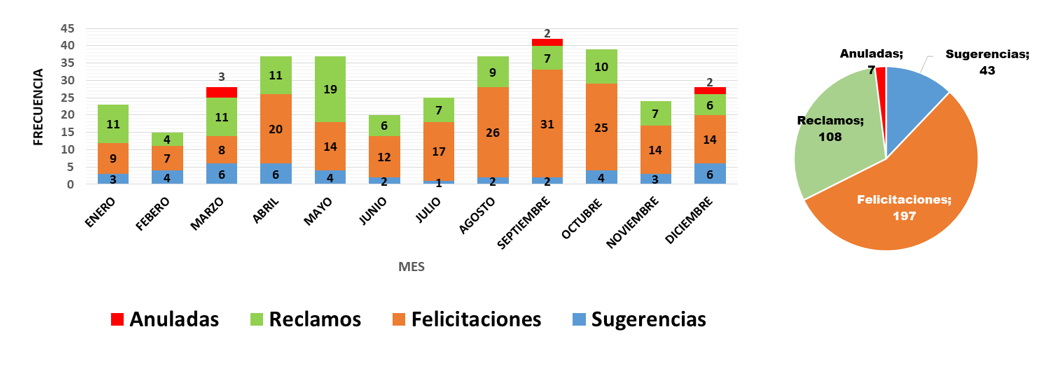 45
40
35
30
25
20
15
10
5
0
FRECUENCIA
3 9 11
4 7 4
6 8 11 3
6 20 11
4 14 19
2 12 6
1 17 7
2 26 9
2 31 7 2
4 25 10
3 14 7
6 14 6 2
ENERO
FEBERO
MARZO
ABRIL
MAYO
JUNIO
JULIO
AGOSTO
SEPTIEMBRE
OCTUBRE
NOVIEMBRE
DICIEMBRE
MES
Anuladas Reclamos Felicitaciones Sugerencias
Anuladas;
7
Sugerencias;
43
Reclamos;
108
Felicitaciones;
197